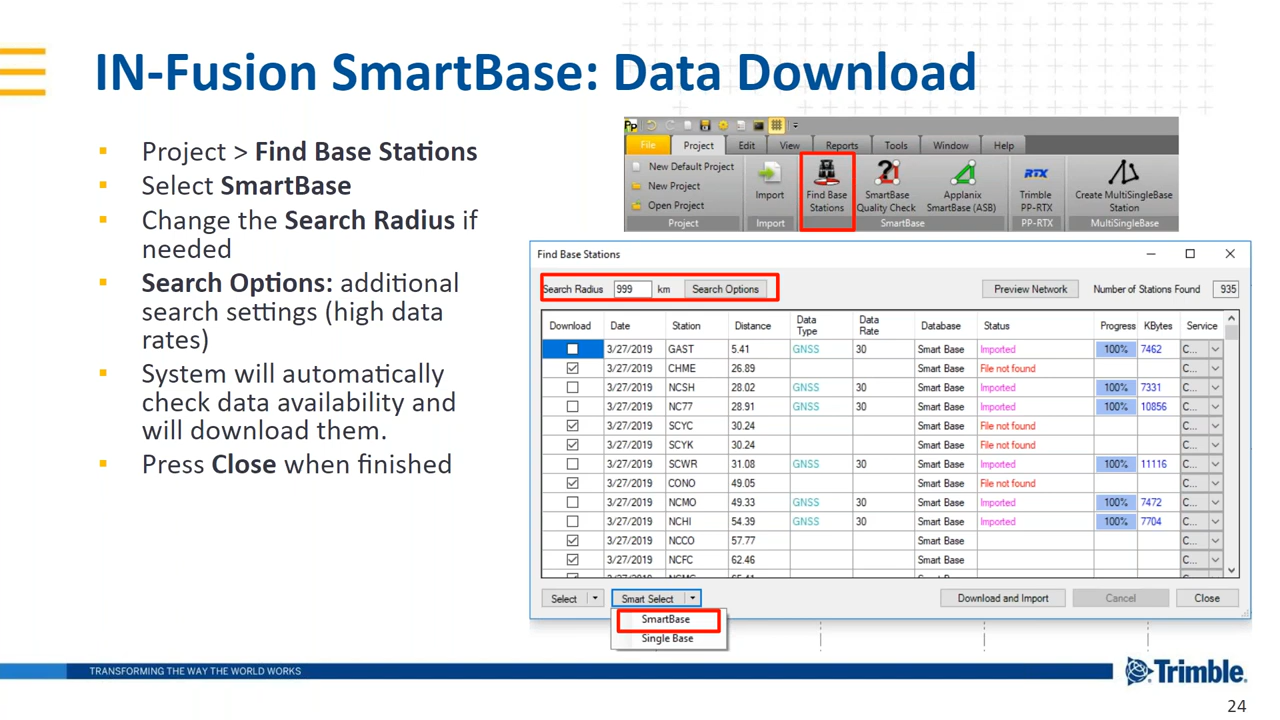 IN-Fusion SmartBase: Data Download
▪ Project > Find Base Stations
▪ Select SmartBase
▪ Change the Search Radius if
needed
▪ Search Options: additional
search settings (high data
rates)
▪ System will automatically
check data availability and
will download them.
▪ Press Close when finished
File Project Edit View Reports Tools Window Help
New Default Project
New Project
Open Project
Project
Import
Import
Find Base
Stations
SmartBase
Quality Check
Applanix
SmartBase (ASB)
SmartBase
RTX
Trimble
PP-RTX
PP-RTX
Create MultiSingleBase
Station
MultiSingleBase
Find Base Stations
Search Radius 999 km Search Options Preview Network Number of Stations Found 935
Download Date Station Distance Data Type Data Rate Database Status Progress KBytes Service
3/27/2019 GAST 5.41 GNSS 30 Smart Base Imported 100% 7462 C...
3/27/2019 CHME 26.89 Smart Base File not found C...
3/27/2019 NCSH 28.02 GNSS 30 Smart Base Imported 100% 7331 C...
3/27/2019 NC77 28.91 GNSS 30 Smart Base Imported 100% 10856 C...
3/27/2019 SCYC 30.24 Smart Base File not found C...
3/27/2019 SCYK 30.24 Smart Base File not found C...
3/27/2019 SCWR 31.08 GNSS 30 Smart Base Imported 100% 11116 C...
3/27/2019 CONO 49.05 Smart Base File not found C...
3/27/2019 NCMO 49.33 GNSS 30 Smart Base Imported 100% 7472 C...
3/27/2019 NCHI 54.39 GNSS 30 Smart Base Imported 100% 7704 C...
3/27/2019 NCCO 57.77 Smart Base C...
3/27/2019 NCFC 62.46 Smart Base C...
Select Smart Select Download and Import Cancel Close
SmartBase
Single Base
TRANSFORMING THE WAY THE WORLD WORKS
Trimble.
24